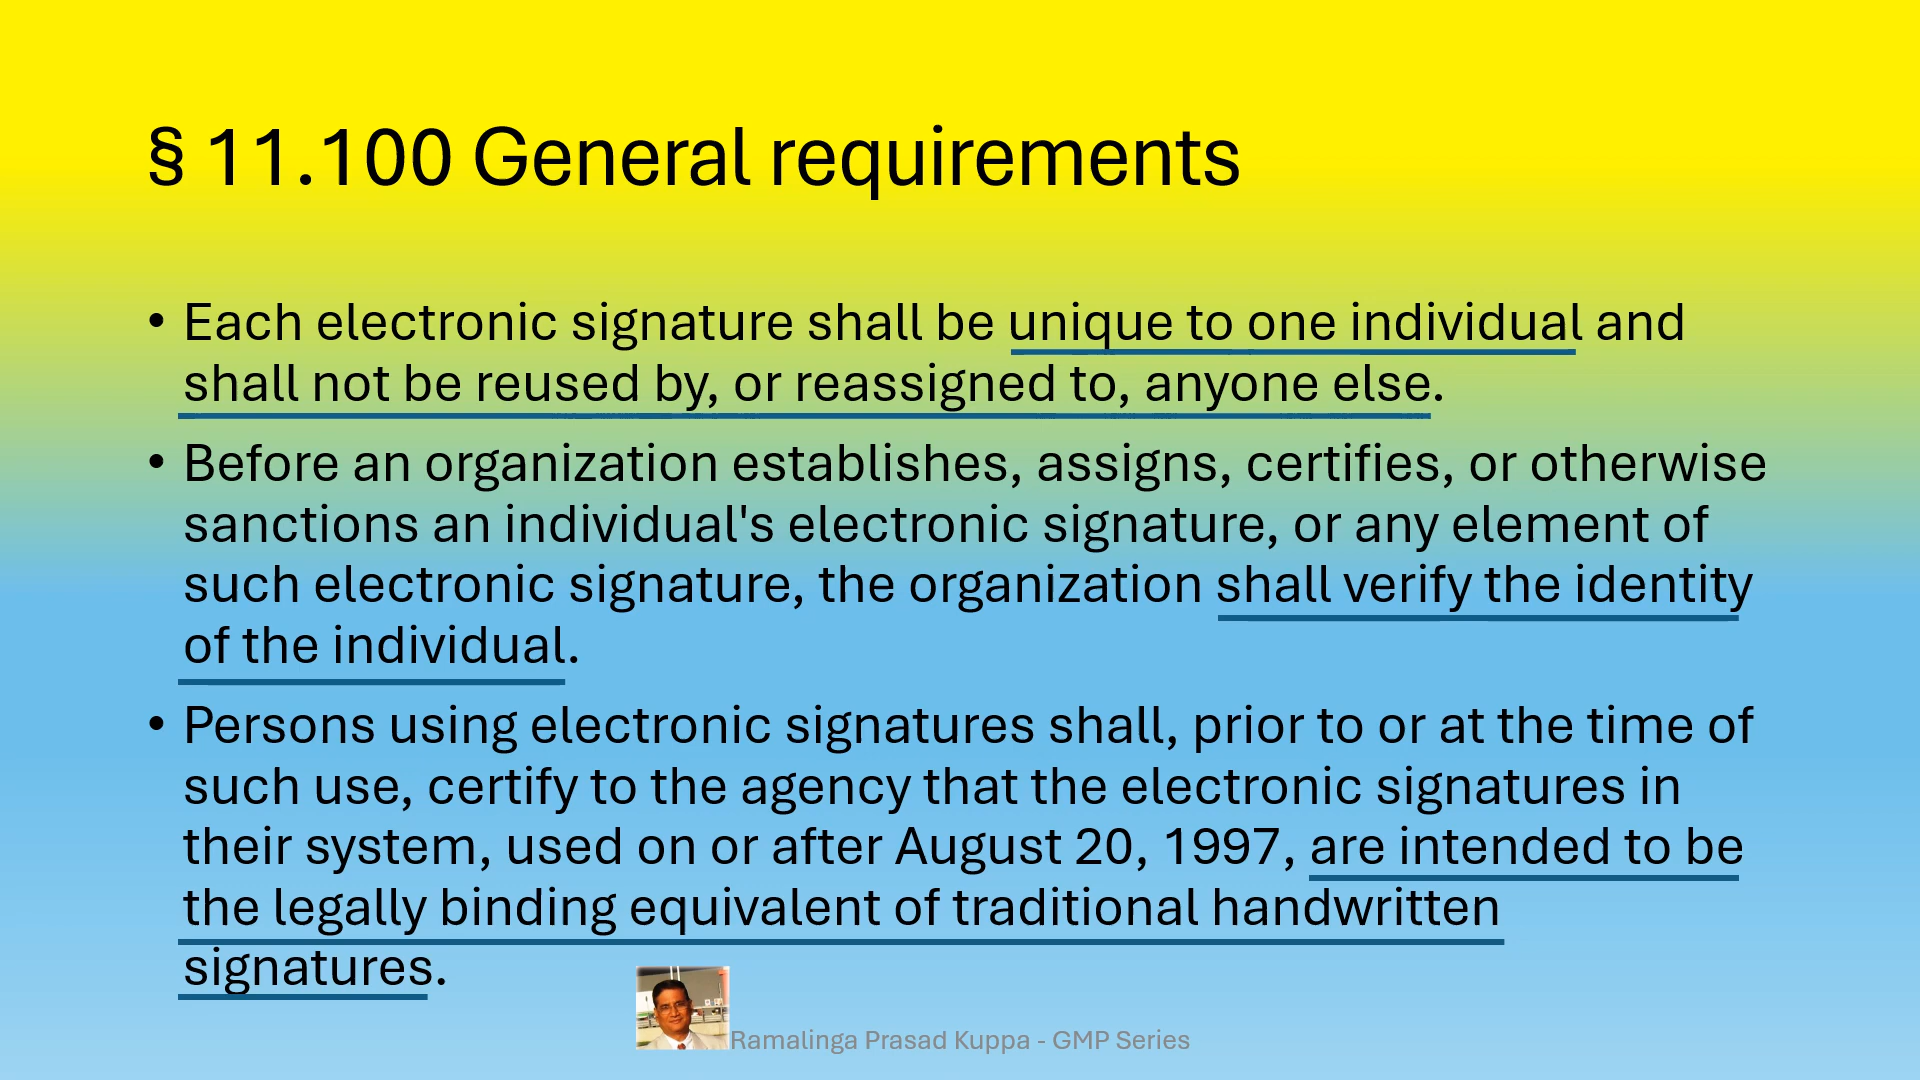 § 11.100 General requirements
• Each electronic signature shall be unique to one individual and
shall not be reused by, or reassigned to, anyone else.
• Before an organization establishes, assigns, certifies, or otherwise
sanctions an individual's electronic signature, or any element of
such electronic signature, the organization shall verify the identity
of the individual.
• Persons using electronic signatures shall, prior to or at the time of
such use, certify to the agency that the electronic signatures in
their system, used on or after August 20, 1997, are intended to be
the legally binding equivalent of traditional handwritten
signatures.
Ramalinga Prasad Kuppa - GMP Series